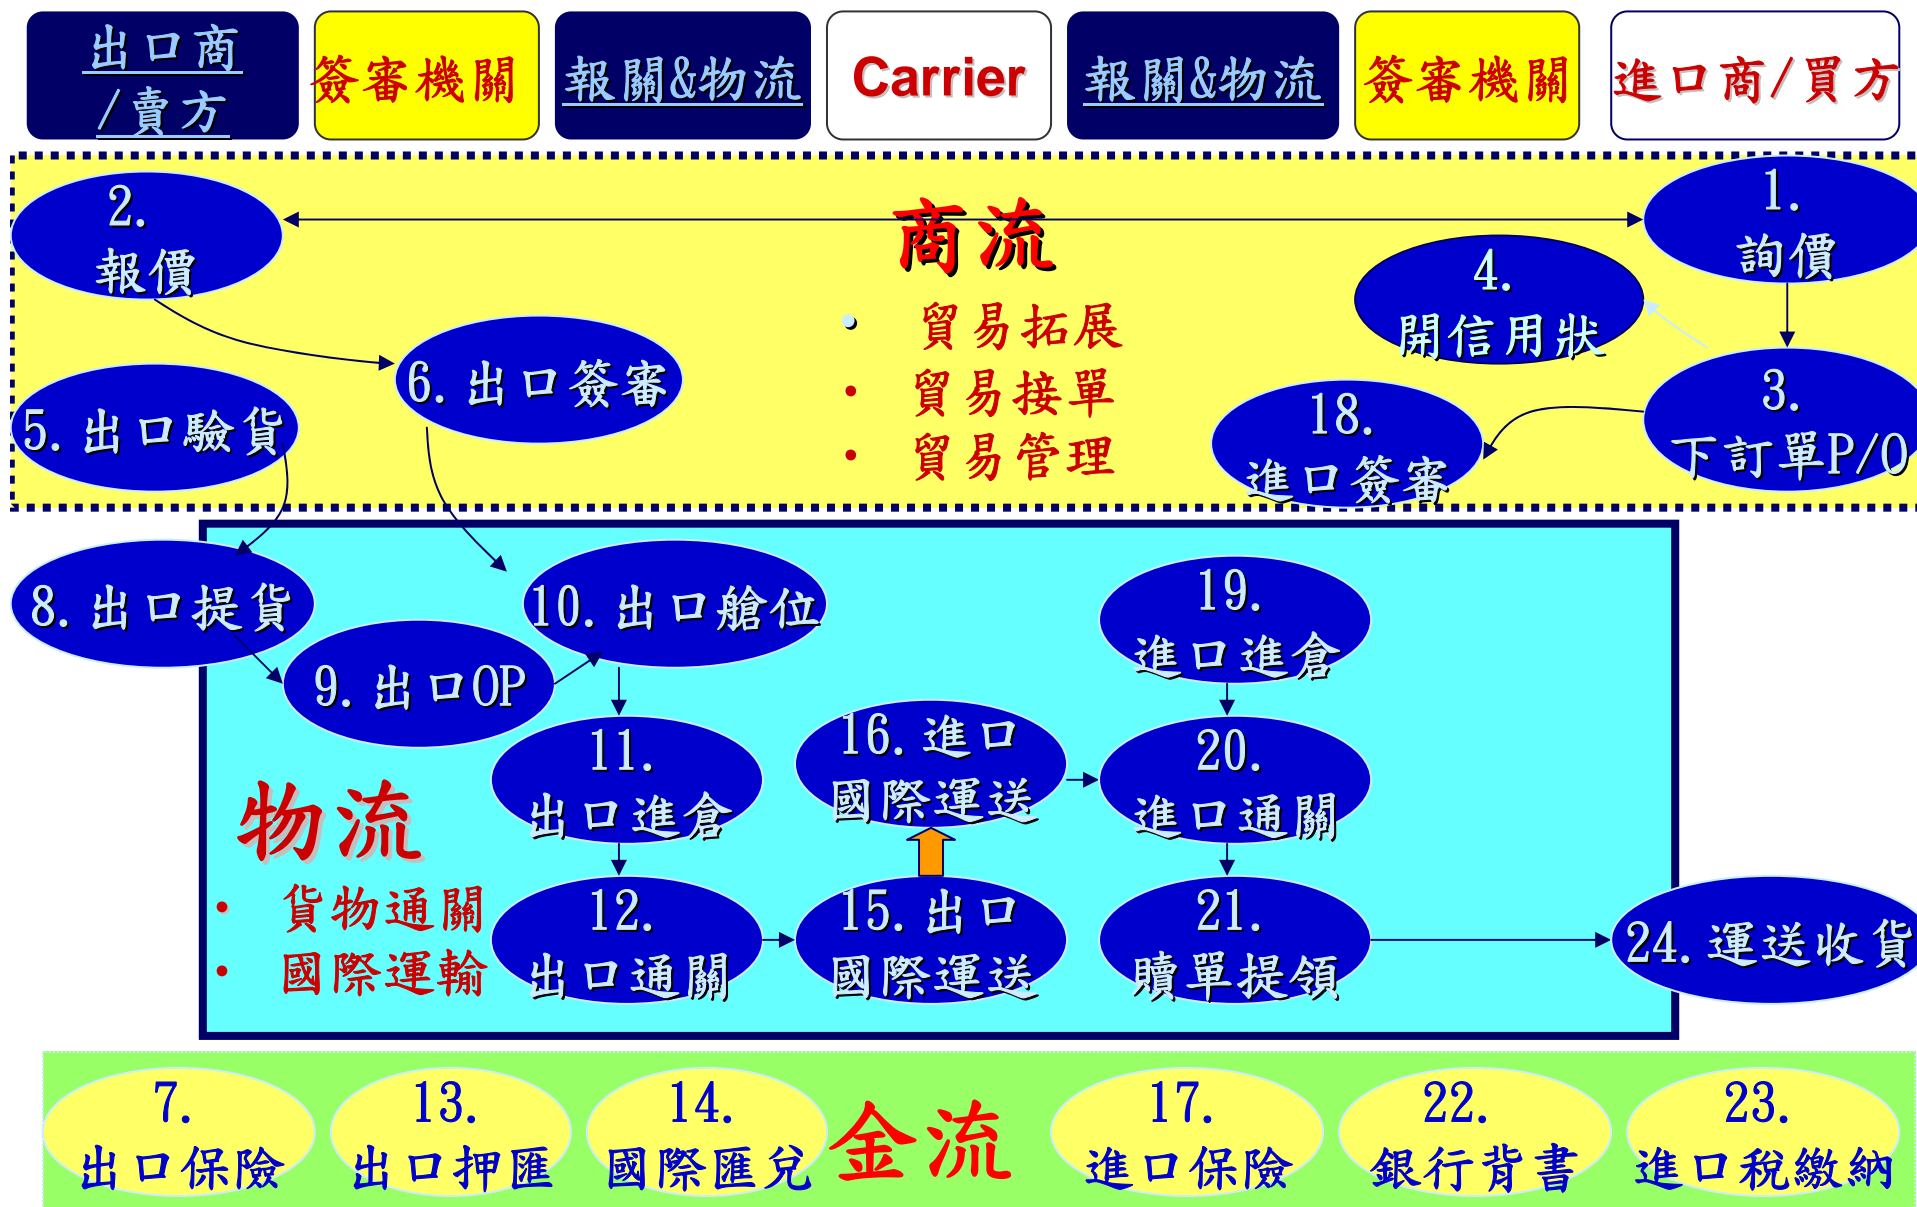 出口商
/賣方
簽審機關
報關&物流
Carrier
報關&物流
簽審機關
進口商/買方
商流
• 貿易拓展
• 貿易接單
• 貿易管理
1.
詢價
2.
報價
3.
下訂單P/O
4.
開信用狀
5.出口驗貨
6.出口簽審
18.
進口簽審
8.出口提貨
9.出口OP
10.出口艙位
11.
出口進倉
12.
出口通關
15.出口
國際運送
16.進口
國際運送
19.
進口進倉
20.
進口通關
21.
贖單提領
24.運送收貨
物流
• 貨物通關
• 國際運輸
7.
出口保險
13.
出口押匯
14.
國際匯兌
金流
17.
進口保險
22.
銀行背書
23.
進口稅繳納